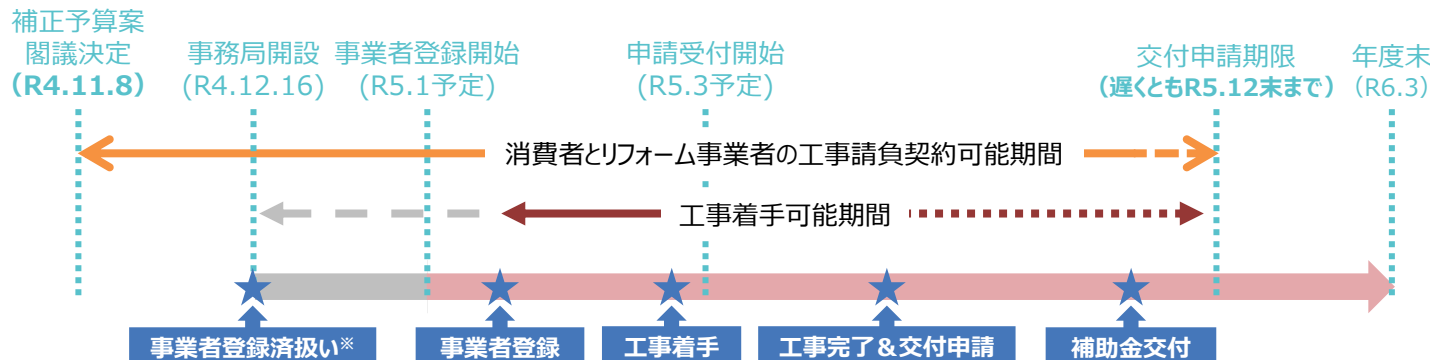 補正予算案
閣議決定
（R4.11.8）
事務局開設
(R4.12.16)
事業者登録開始
(R5.1予定)
申請受付開始
(R5.3予定)
交付申請期限
（遅くともR5.12末まで）
年度末
（R6.3）
消費者とリフォーム事業者の工事請負契約可能期間
工事着手可能期間
事業者登録済扱い※
事業者登録
工事着手
工事完了＆交付申請
補助金交付